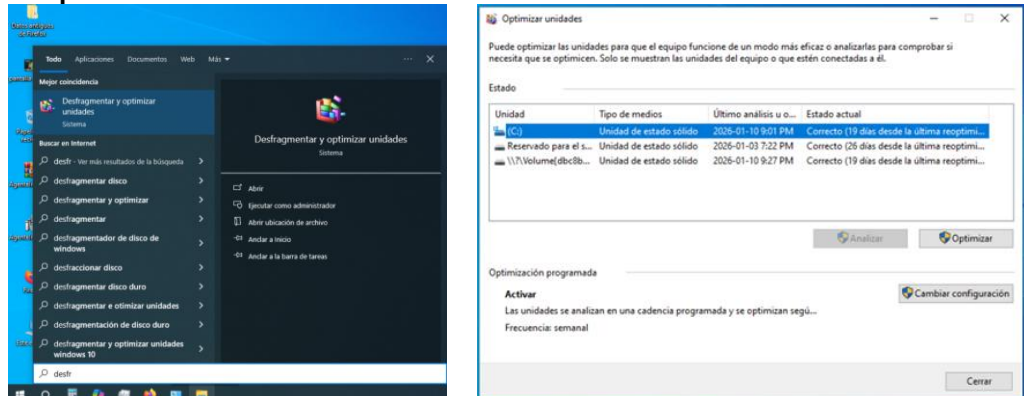 Todo Aplicaciones Documentos Web Más
Mejor coincidencia
Desfragmentar y optimizar
unidades
Sistema
Buscar en Internet
desfr - Ver más resultados de la búsqueda
desfragmentar disco
desfragmentar y optimizar
desfragmentar
desfragmentador de disco de
windows
desfraccionar disco
desfragmentar disco duro
desfragmentar e otimizar unidades
desfragmentación de disco duro
desfragmentar y optimizar unidades
windows 10
desfr
Desfragmentar y optimizar unidades
Sistema
Abrir
Ejecutar como administrador
Abrir ubicación de archivo
Anclar a Inicio
Anclar a la barra de tareas
Optimizar unidades
Puede optimizar las unidades para que el equipo funcione de un modo más eficaz o analizarlas para comprobar si
necesita que se optimicen. Solo se muestran las unidades del equipo o que estén conectadas a él.
Estado
Unidad Tipo de medios Último análisis u o... Estado actual
(C:) Unidad de estado sólido 2026-01-10 9:01 PM Correcto (19 días desde la última reoptimi...
Reservado para el s... Unidad de estado sólido 2026-01-03 7:22 PM Correcto (26 días desde la última reoptimi...
\\?\Volume{dbc8b... Unidad de estado sólido 2026-01-10 9:27 PM Correcto (19 días desde la última reoptimi...
Analizar Optimizar
Optimización programada
Activar
Cambiar configuración
Las unidades se analizan en una cadencia programada y se optimizan segú...
Frecuencia: semanal
Cerrar